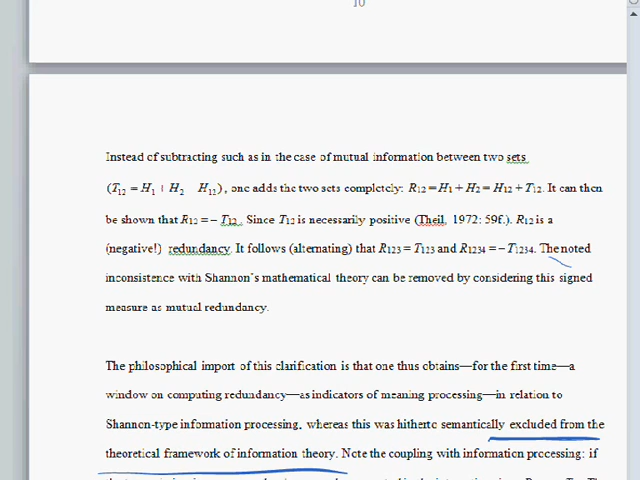 10
Instead of subtracting such as in the case of mutual information between two sets
(T12 = H1 + H2 H12), one adds the two sets completely: R12 = H1 + H2 = H12 + T12. It can then
be shown that R12 = − T12. Since T12 is necessarily positive (Theil, 1972: 59f.). R12 is a
(negative!) redundancy. It follows (alternating) that R123 = T123 and R1234 = − T1234. The noted
inconsistence with Shannon's mathematical theory can be removed by considering this signed
measure as mutual redundancy.
The philosophical import of this clarification is that one thus obtains—for the first time—a
window on computing redundancy—as indicators of meaning processing—in relation to
Shannon-type information processing, whereas this was hitherto semantically excluded from the
theoretical framework of information theory. Note the coupling with information processing: if